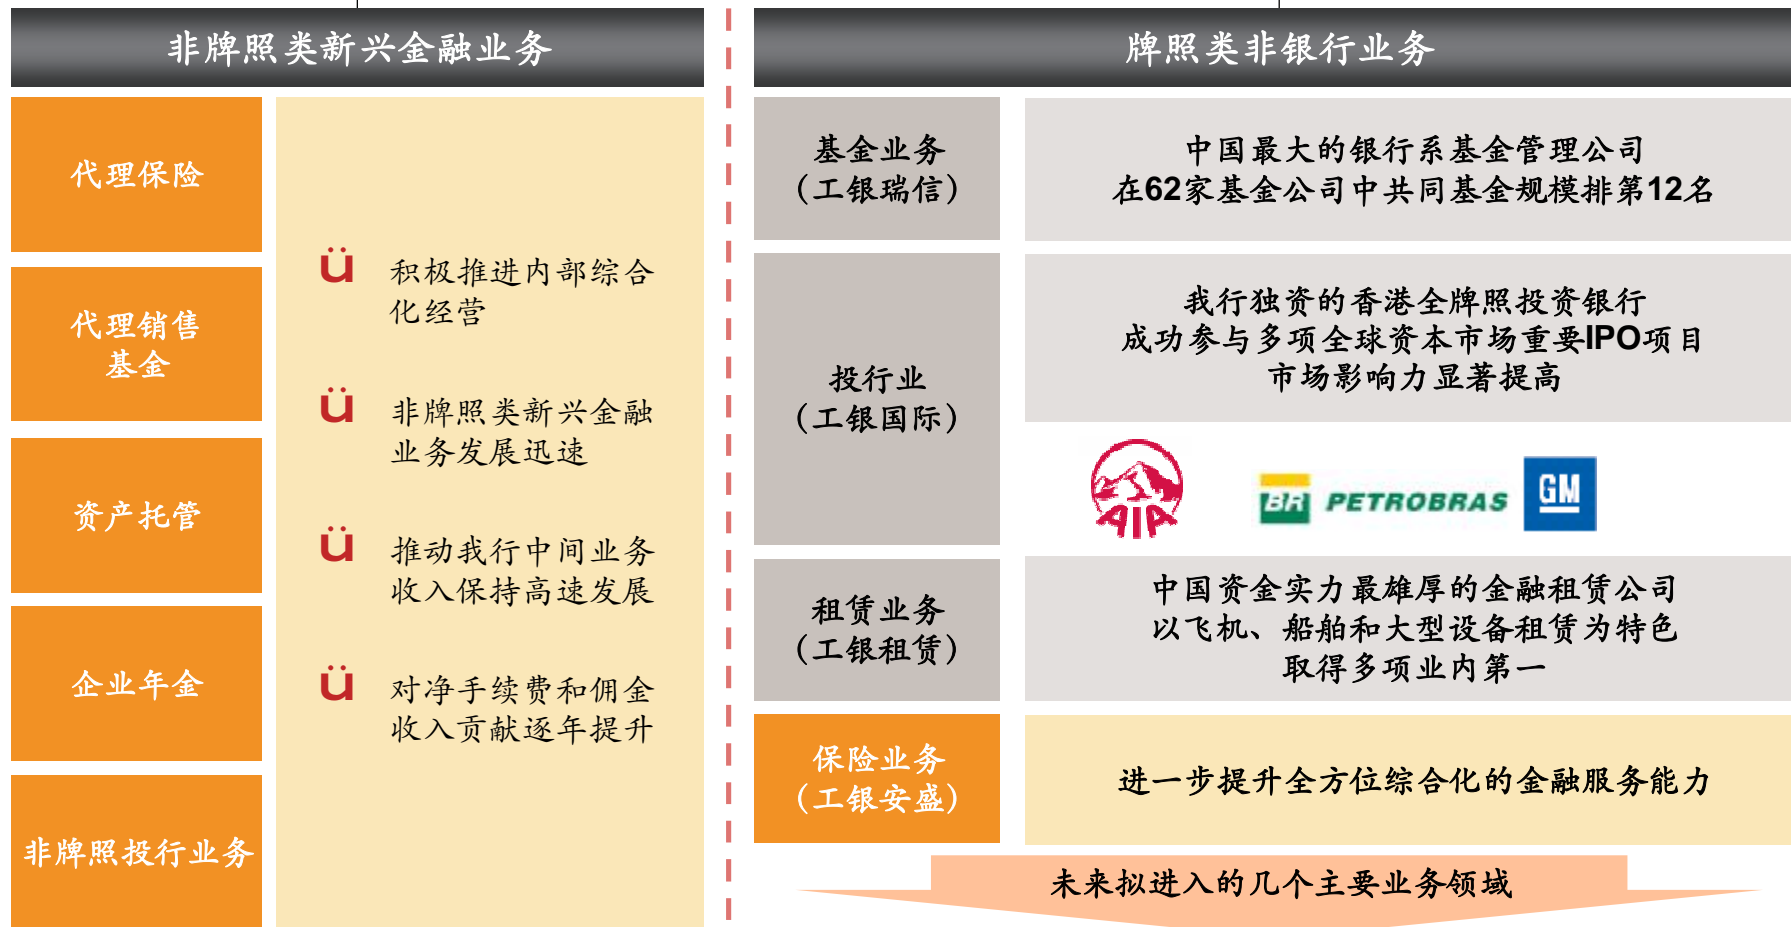 非牌照类新兴金融业务
代理保险
代理销售
基金
资产托管
企业年金
非牌照投行业务
ü 积极推进内部综合
化经营
ü 非牌照类新兴金融
业务发展迅速
ü 推动我行中间业务
收入保持高速发展
ü 对净手续费和佣金
收入贡献逐年提升
牌照类非银行业务
基金业务
（工银瑞信）
中国最大的银行系基金管理公司
在62家基金公司中共同基金规模排第12名
投行业
（工银国际）
我行独资的香港全牌照投资银行
成功参与多项全球资本市场重要IPO项目
市场影响力显著提高
AIA
BR PETROBRAS
GM
租赁业务
（工银租赁）
中国资金实力最雄厚的金融租赁公司
以飞机、船舶和大型设备租赁为特色
取得多项业内第一
保险业务
（工银安盛）
进一步提升全方位综合化的金融服务能力
未来拟进入的几个主要业务领域